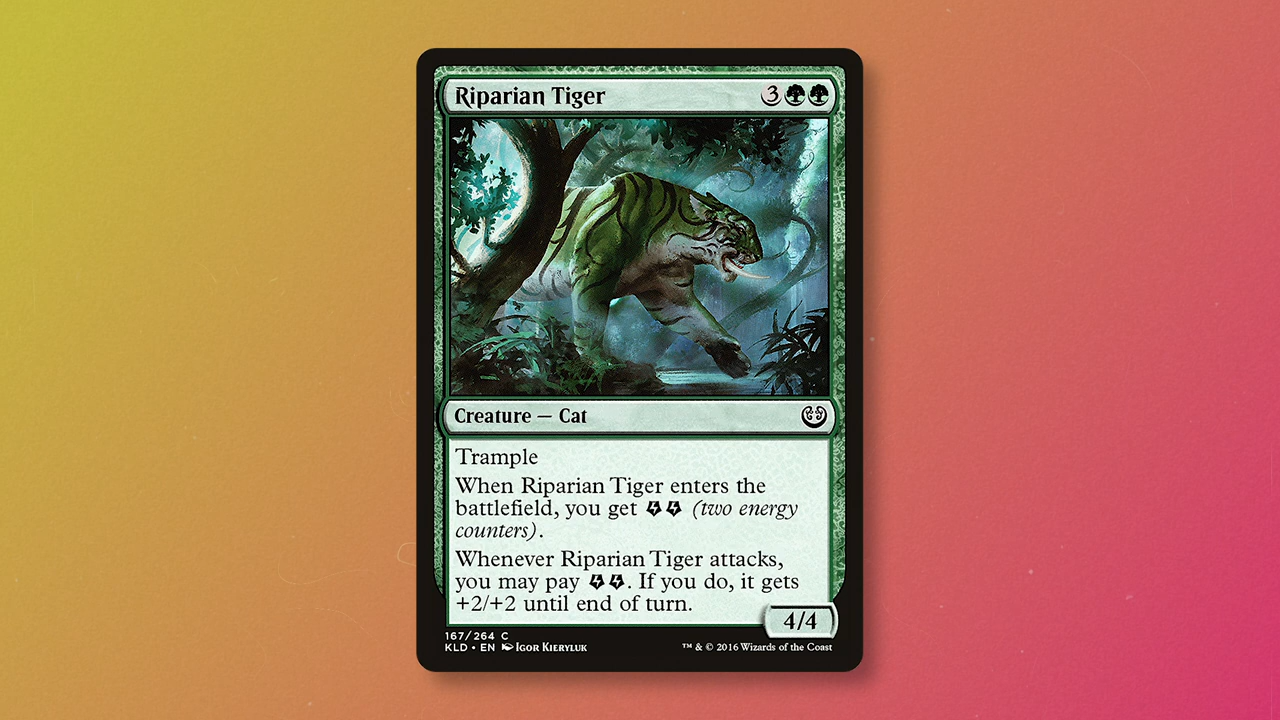 Riparian Tiger 3
Creature — Cat
Trample
When Riparian Tiger enters the
battlefield, you get (two energy
counters).
Whenever Riparian Tiger attacks,
you may pay . If you do, it gets
+2/+2 until end of turn.
4/4
167/264 C
KLD • EN Igor Kieryluk
™ & © 2016 Wizards of the Coast